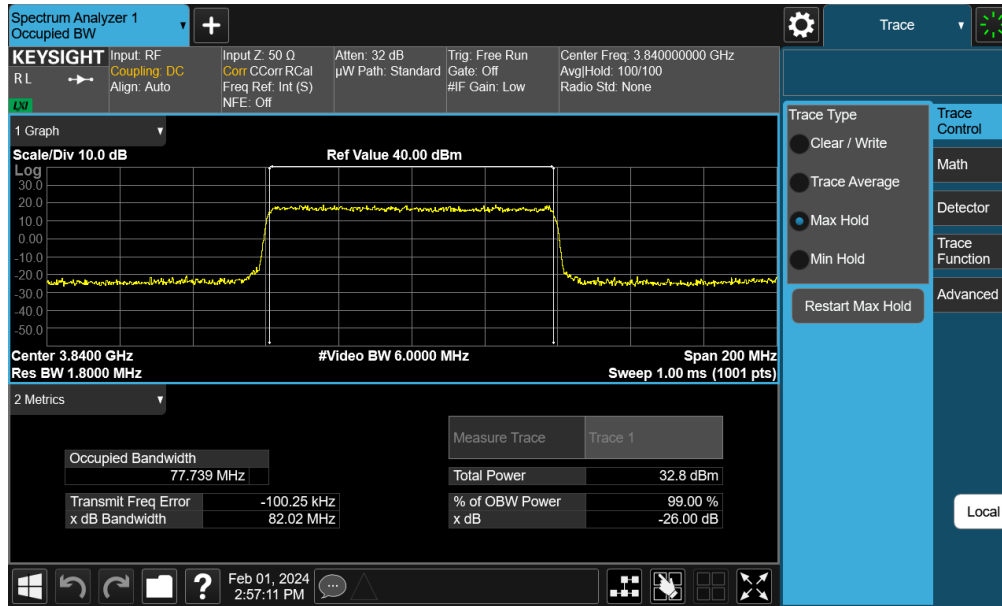 Spectrum Analyzer 1
Occupied BW
+
Trace
KEYSIGHT
R L
LXI
Input: RF
Coupling: DC
Align: Auto
Input Z: 50 Ω
Corr CCorr RCal
Freq Ref: Int (S)
NFE: Off
Atten: 32 dB
µW Path: Standard
Trig: Free Run
Gate: Off
#IF Gain: Low
Center Freq: 3.840000000 GHz
Avg|Hold: 100/100
Radio Std: None
1 Graph
Scale/Div 10.0 dB
Ref Value 40.00 dBm
Log
30.0
20.0
10.0
0.00
-10.0
-20.0
-30.0
-40.0
-50.0
Center 3.8400 GHz
#Video BW 6.0000 MHz
Span 200 MHz
Res BW 1.8000 MHz
Sweep 1.00 ms (1001 pts)
2 Metrics
Measure Trace
Trace 1
Occupied Bandwidth
77.739 MHz
Total Power
32.8 dBm
Transmit Freq Error
-100.25 kHz
% of OBW Power
99.00 %
x dB Bandwidth
82.02 MHz
x dB
-26.00 dB
Trace Type
Clear / Write
Trace Average
Max Hold
Min Hold
Restart Max Hold
Trace
Control
Math
Detector
Trace
Function
Advanced
Local
?
Feb 01, 2024
2:57:11 PM